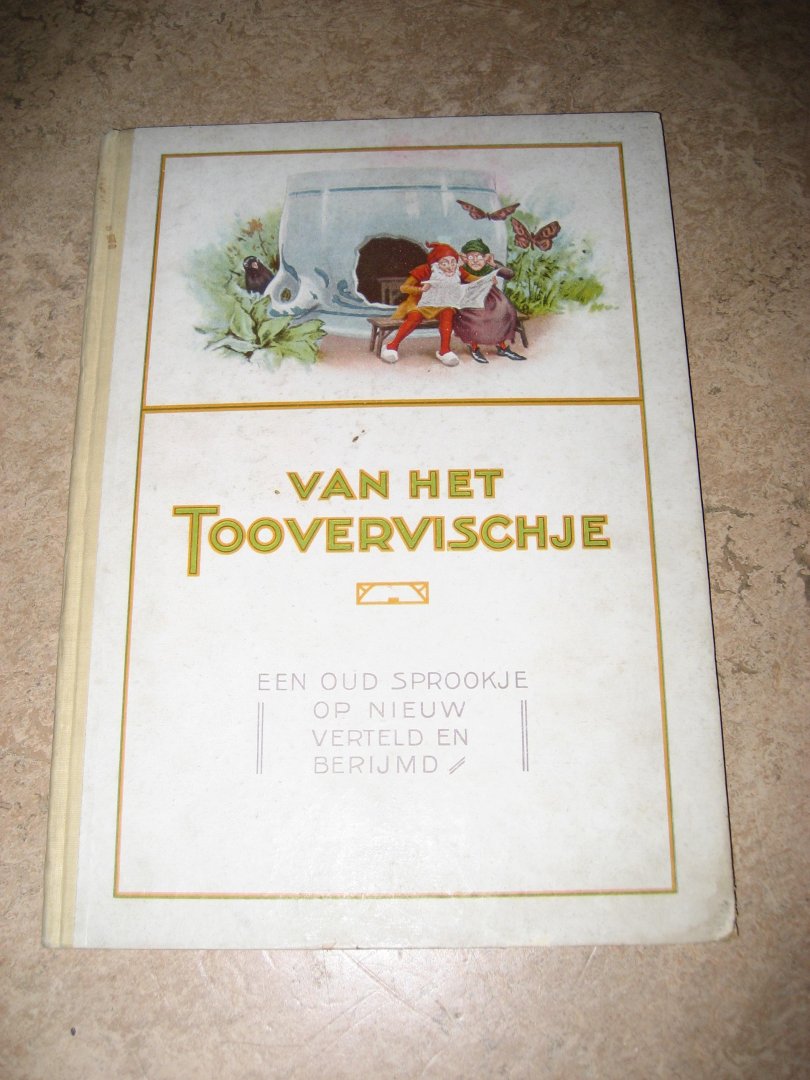 VAN HET
TOOVERVISCHJE
EEN OUD SPROOKJE
OP NIEUW
VERTELD EN
BERIJMD